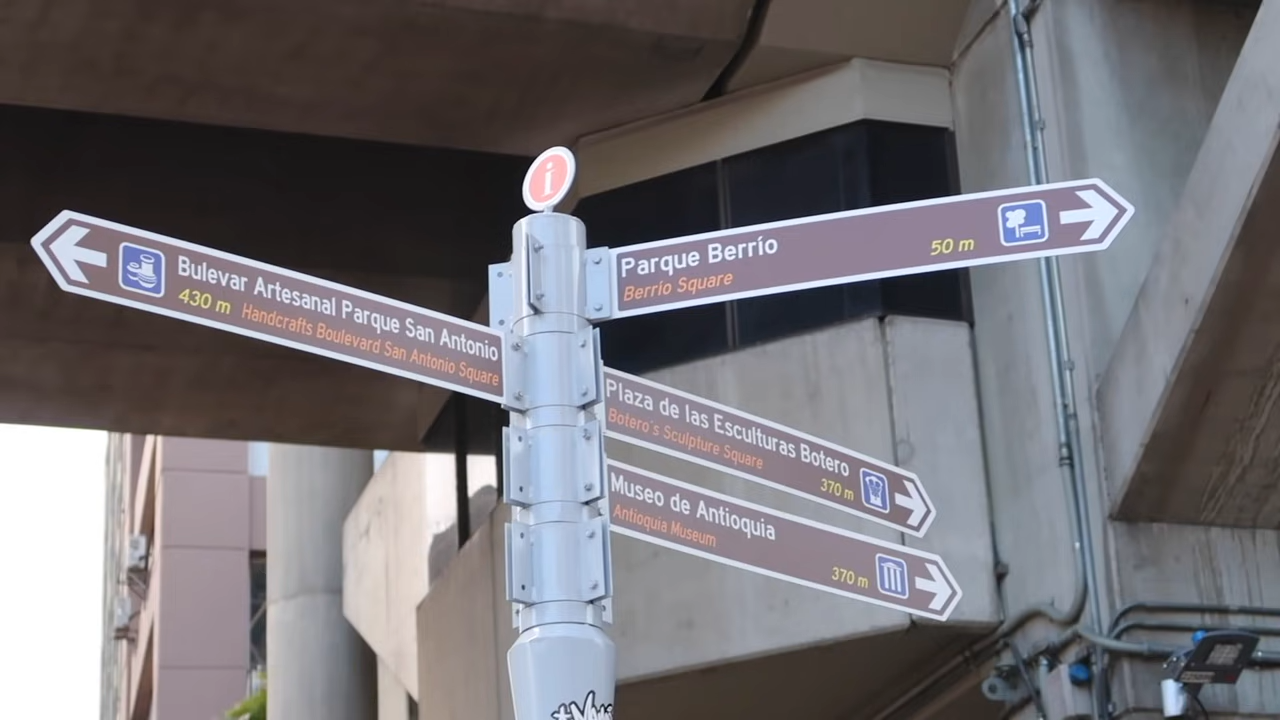 i
Bulevar Artesanal Parque San Antonio
430 m Handcrafts Boulevard San Antonio Square
Parque Berrío
Berrío Square
50 m
Plaza de las Esculturas Botero
Botero's Sculpture Square
370 m
Museo de Antioquia
Antioquia Museum
370 m